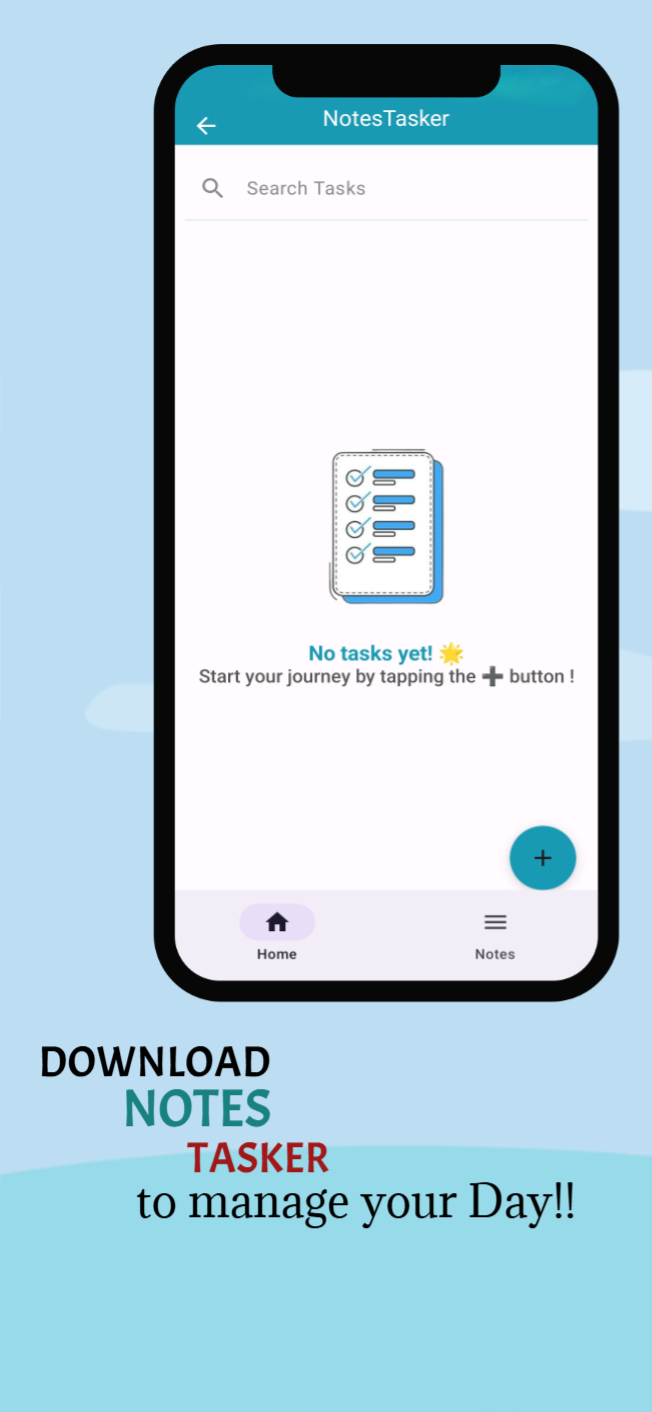 NotesTasker
Search Tasks
No tasks yet! 🌟
Start your journey by tapping the ➕ button !
+
Home
Notes
DOWNLOAD
NOTES
TASKER
to manage your Day!!